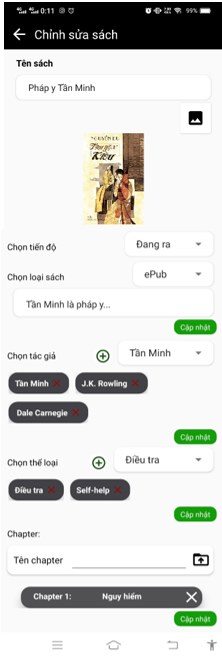 0:11
99%
Chỉnh sửa sách
Tên sách
Pháp y Tần Minh
NGUYỄN DU
Truyện
Kiều
Chọn tiến độ
Đang ra
Chọn loại sách
ePub
Tần Minh là pháp y...
Cập nhật
Chọn tác giả
Tần Minh
Tần Minh
J.K. Rowling
Dale Carnegie
Cập nhật
Chọn thể loại
Điều tra
Điều tra
Self-help
Cập nhật
Chapter:
Tên chapter
Chapter 1: Nguy hiểm
Cập nhật